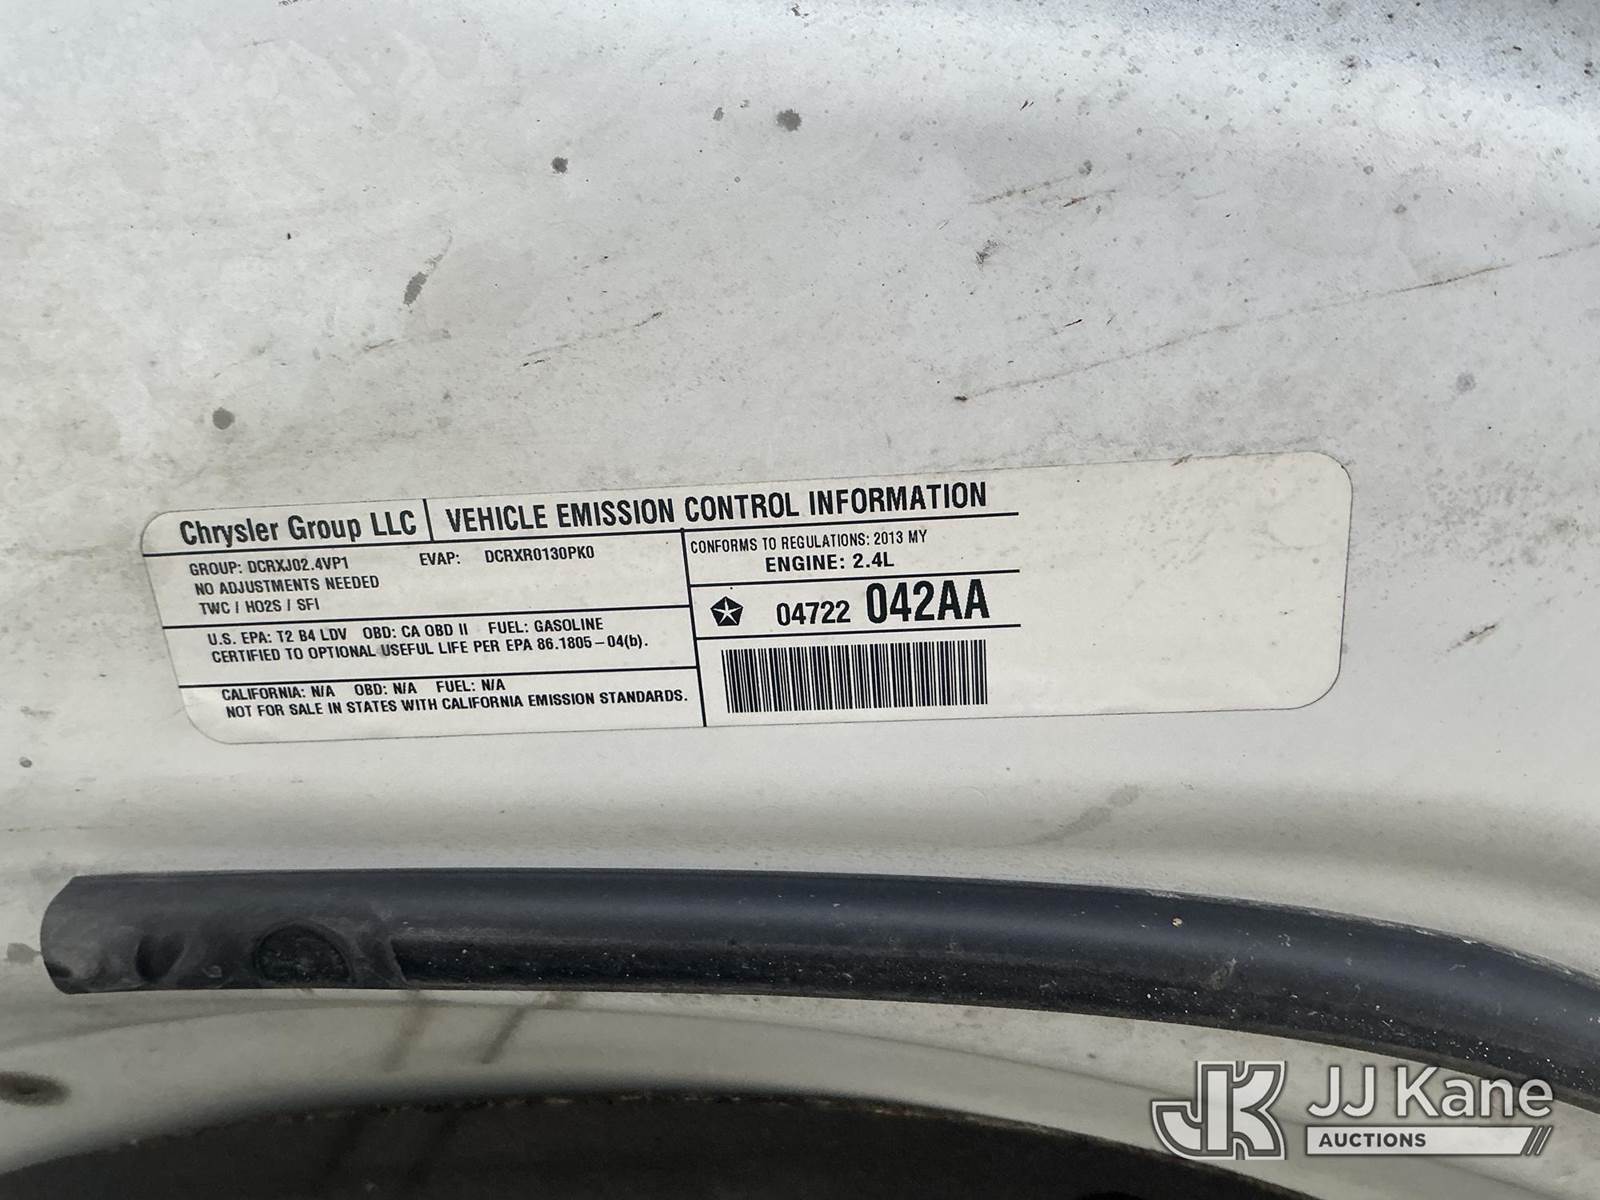 Chrysler Group LLC
VEHICLE EMISSION CONTROL INFORMATION
GROUP: DCRXJ02.4VP1 EVAP: DCRXR0130PK0
NO ADJUSTMENTS NEEDED
TWC / HO2S / SFI
U.S. EPA: T2 B4 LDV OBD: CA OBD II FUEL: GASOLINE
CERTIFIED TO OPTIONAL USEFUL LIFE PER EPA 86.1805-04(b).
CALIFORNIA: N/A OBD: N/A FUEL: N/A
NOT FOR SALE IN STATES WITH CALIFORNIA EMISSION STANDARDS.
CONFORMS TO REGULATIONS: 2013 MY
ENGINE: 2.4L
04722 042AA
JK JJ Kane
AUCTIONS